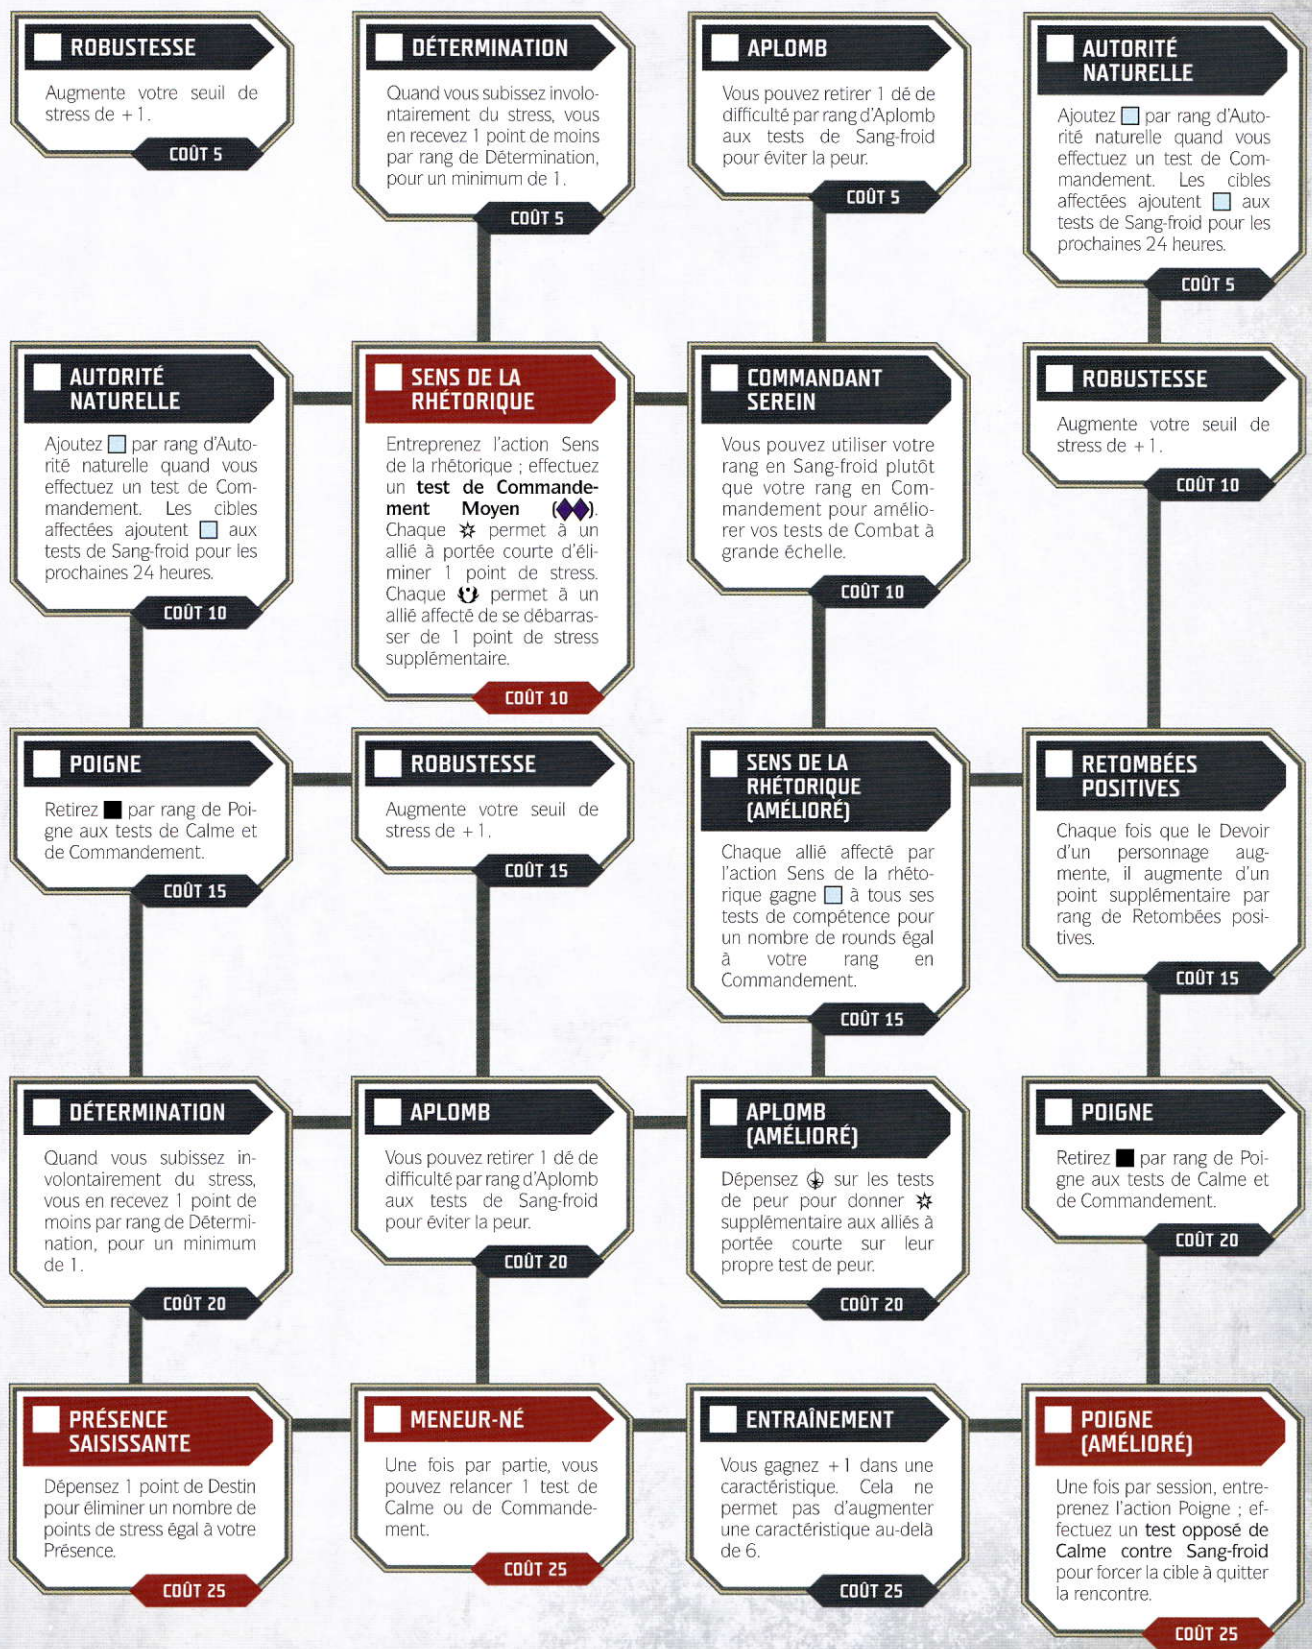 ROBUSTESSE
Augmente votre seuil de
stress de + 1.
COÛT 5
DÉTERMINATION
Quand vous subissez involo-
ntairement du stress, vous
en recevez 1 point de moins
par rang de Détermination,
pour un minimum de 1.
COÛT 5
APLOMB
Vous pouvez retirer 1 dé de
difficulté par rang d'Aplomb
aux tests de Sang-froid
pour éviter la peur.
COÛT 5
AUTORITÉ
NATURELLE
Ajoutez par rang d'Auto-
rité naturelle quand vous
effectuez un test de Com-
mandement. Les cibles
affectées ajoutent aux
tests de Sang-froid pour les
prochaines 24 heures.
COÛT 5
AUTORITÉ
NATURELLE
Ajoutez par rang d'Auto-
rité naturelle quand vous
effectuez un test de Com-
mandement. Les cibles
affectées ajoutent aux
tests de Sang-froid pour les
prochaines 24 heures.
COÛT 10
SENS DE LA
RHÉTORIQUE
Entreprenez l'action Sens
de la rhétorique ; effectuez
un test de Commande-
ment Moyen (◆◆).
Chaque permet à un
allié à portée courte d'éli-
miner 1 point de stress.
Chaque permet à un
allié affecté de se débarras-
ser de 1 point de stress
supplémentaire.
COÛT 10
COMMANDANT
SEREIN
Vous pouvez utiliser votre
rang en Sang-froid plutôt
que votre rang en Com-
mandement pour amélio-
rer vos tests de Combat à
grande échelle.
COÛT 10
ROBUSTESSE
Augmente votre seuil de
stress de + 1.
COÛT 10
POIGNE
Retirez par rang de Poi-
gne aux tests de Calme et
de Commandement.
COÛT 15
ROBUSTESSE
Augmente votre seuil de
stress de + 1.
COÛT 15
SENS DE LA
RHÉTORIQUE
(AMÉLIORÉ)
Chaque allié affecté par
l'action Sens de la rhéto-
rique gagne à tous ses
tests de compétence pour
un nombre de rounds égal
à votre rang en
Commandement.
COÛT 15
RETOMBÉES
POSITIVES
Chaque fois que le Devoir
d'un personnage aug-
mente, il augmente d'un
point supplémentaire par
rang de Retombées posi-
tives.
COÛT 15
DÉTERMINATION
Quand vous subissez in-
volontairement du stress,
vous en recevez 1 point de
moins par rang de Détermi-
nation, pour un minimum
de 1.
COÛT 20
APLOMB
Vous pouvez retirer 1 dé de
difficulté par rang d'Aplomb
aux tests de Sang-froid
pour éviter la peur.
COÛT 20
APLOMB
(AMÉLIORÉ)
Dépensez sur les tests
de peur pour donner
supplémentaire aux alliés à
portée courte sur leur
propre test de peur.
COÛT 20
POIGNE
Retirez par rang de Poi-
gne aux tests de Calme et
de Commandement.
COÛT 20
PRÉSENCE
SAISISSANTE
Dépensez 1 point de Destin
pour éliminer un nombre de
points de stress égal à votre
Présence.
COÛT 25
MENEUR-NÉ
Une fois par partie, vous
pouvez relancer 1 test de
Calme ou de Commande-
ment.
COÛT 25
ENTRAÎNEMENT
Vous gagnez + 1 dans une
caractéristique. Cela ne
permet pas d'augmenter
une caractéristique au-delà
de 6.
COÛT 25
POIGNE
(AMÉLIORÉ)
Une fois par session, entre-
prenez l'action Poigne ; ef-
fectuez un test opposé de
Calme contre Sang-froid
pour forcer la cible à quitter
la rencontre.
COÛT 25